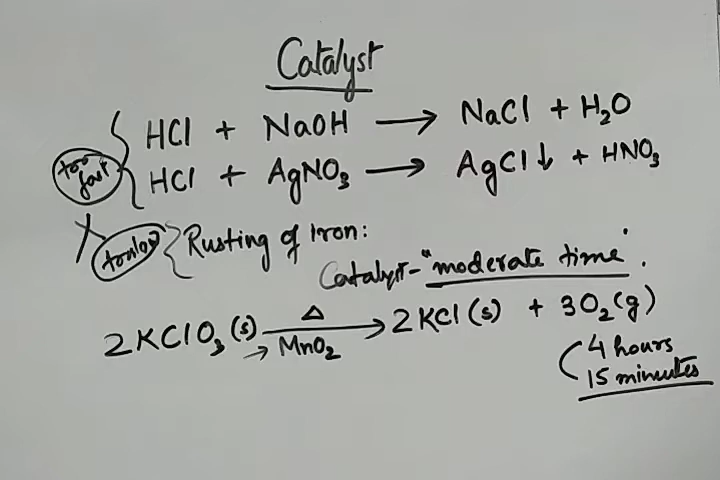 Catalyst
HCl + NaOH → NaCl + H₂O
too fast
HCl + AgNO₃ → AgCl↓ + HNO₃
too slow
Rusting of Iron:
Catalyst - "moderate time".
2KClO₃(s) →Δ MnO₂ 2KCl(s) + 3O₂(g)
4 hours
15 minutes